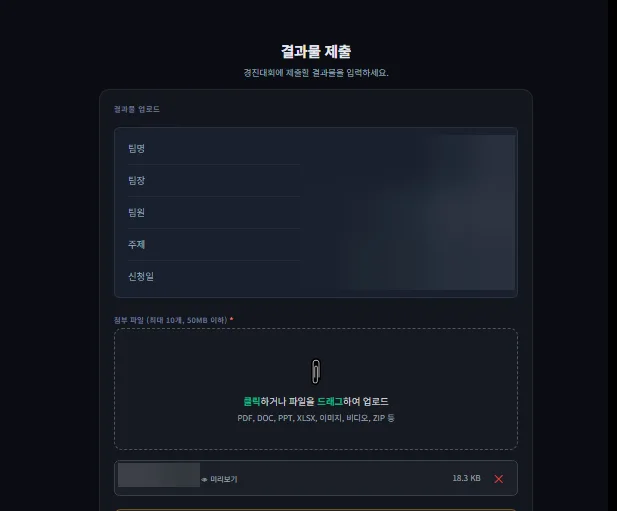 결과물 제출
경진대회에 제출할 결과물을 입력하세요.
결과물 업로드
팀명
팀장
팀원
주제
신청일
첨부 파일 (최대 10개, 50MB 이하) *
클릭하거나 파일을 드래그하여 업로드
PDF, DOC, PPT, XLSX, 이미지, 비디오, ZIP 등
미리보기
18.3 KB